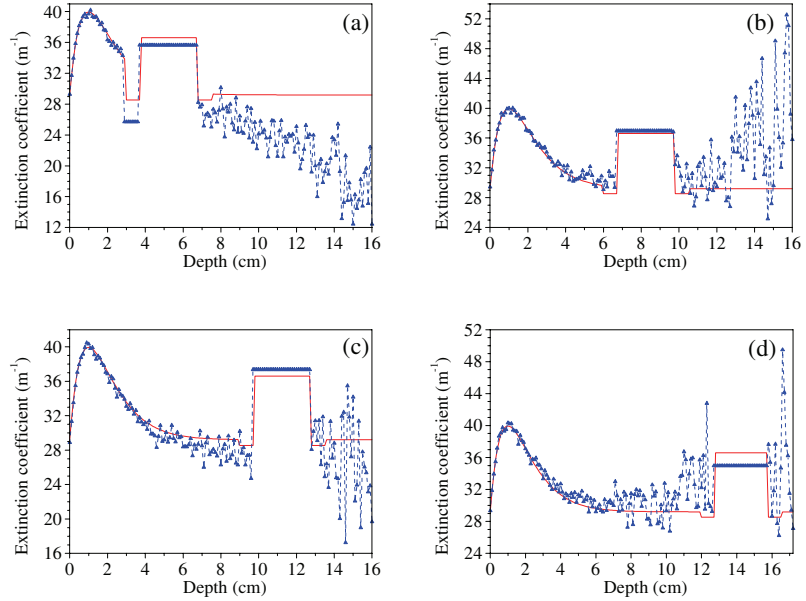 (a)
Extinction coefficient (m⁻¹)
40
36
32
28
24
20
16
12
0 2 4 6 8 10 12 14 16
Depth (cm)
(b)
Extinction coefficient (m⁻¹)
52
48
44
40
36
32
28
24
0 2 4 6 8 10 12 14 16
Depth (cm)
(c)
Extinction coefficient (m⁻¹)
40
36
32
28
24
20
16
0 2 4 6 8 10 12 14 16
Depth (cm)
(d)
Extinction coefficient (m⁻¹)
52
48
44
40
36
32
28
24
0 2 4 6 8 10 12 14 16
Depth (cm)